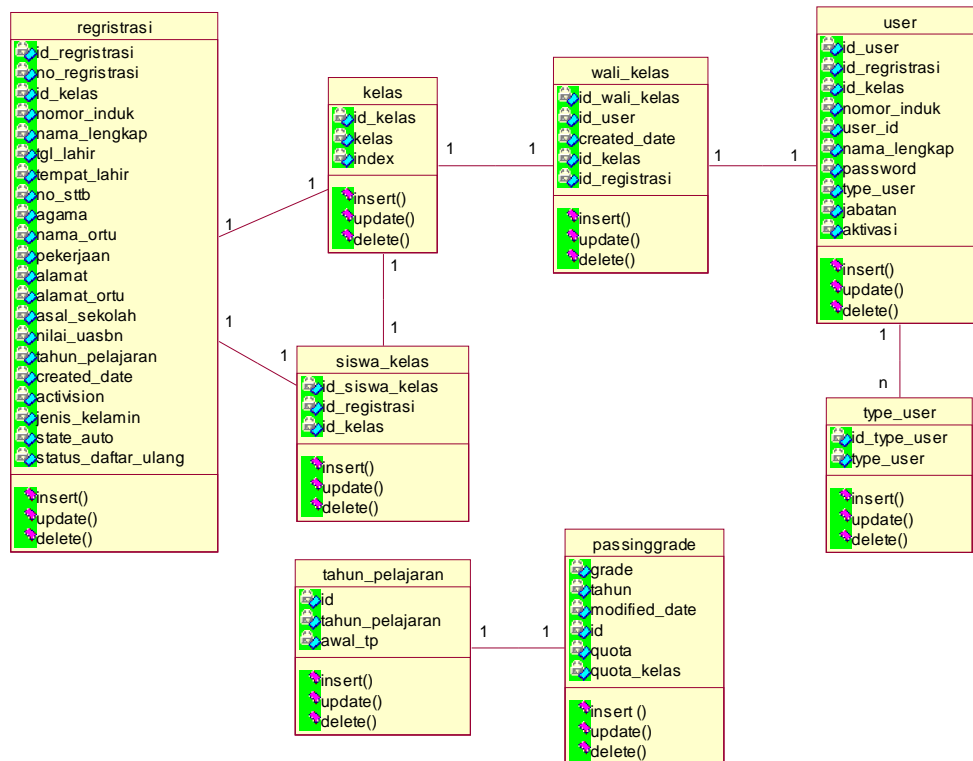 regristrasi
id_regristrasi
no_regristrasi
id_kelas
nomor_induk
nama_lengkap
tgl_lahir
tempat_lahir
no_sttb
agama
nama_ortu
pekerjaan
alamat
alamat_ortu
asal_sekolah
nilai_uasbn
tahun_pelajaran
created_date
activision
jenis_kelamin
state_auto
status_daftar_ulang
insert()
update()
delete()
1
1
1
1
kelas
id_kelas
kelas
index
insert()
update()
delete()
1
1
1
1
siswa_kelas
id_siswa_kelas
id_registrasi
id_kelas
insert()
update()
delete()
wali_kelas
id_wali_kelas
id_user
created_date
id_kelas
id_registrasi
insert()
update()
delete()
1
1
user
id_user
id_regristrasi
id_kelas
nomor_induk
user_id
nama_lengkap
password
type_user
jabatan
aktivasi
insert()
update()
delete()
1
n
type_user
id_type_user
type_user
insert()
update()
delete()
tahun_pelajaran
id
tahun_pelajaran
awal_tp
insert()
update()
delete()
1
1
passinggrade
grade
tahun
modified_date
id
quota
quota_kelas
insert ()
update()
delete()